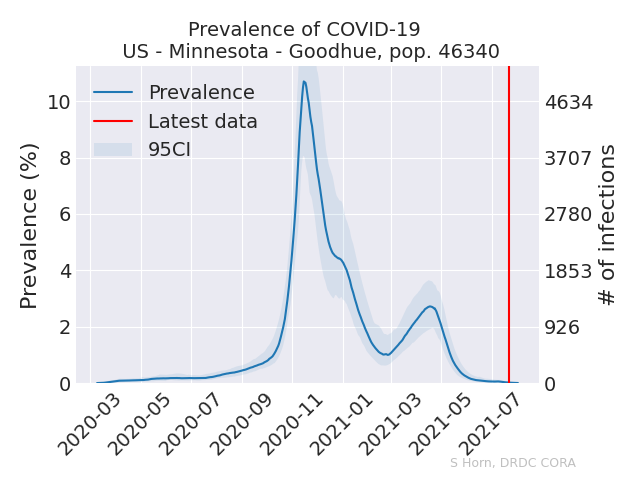 Prevalence of COVID-19
US - Minnesota - Goodhue, pop. 46340
Prevalence
Latest data
95CI
Prevalence (%)
10
8
6
4
2
0
4634
3707
2780
1853
926
0
# of infections
2020-03
2020-05
2020-07
2020-09
2020-11
2021-01
2021-03
2021-05
2021-07
S Horn, DRDC CORA